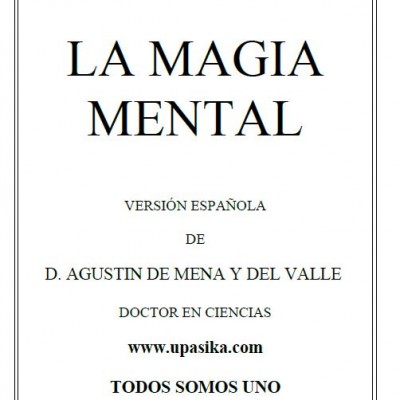 LA MAGIA
MENTAL
VERSIÓN ESPAÑOLA
DE
D. AGUSTIN DE MENA Y DEL VALLE
DOCTOR EN CIENCIAS
www.upasika.com
TODOS SOMOS UNO